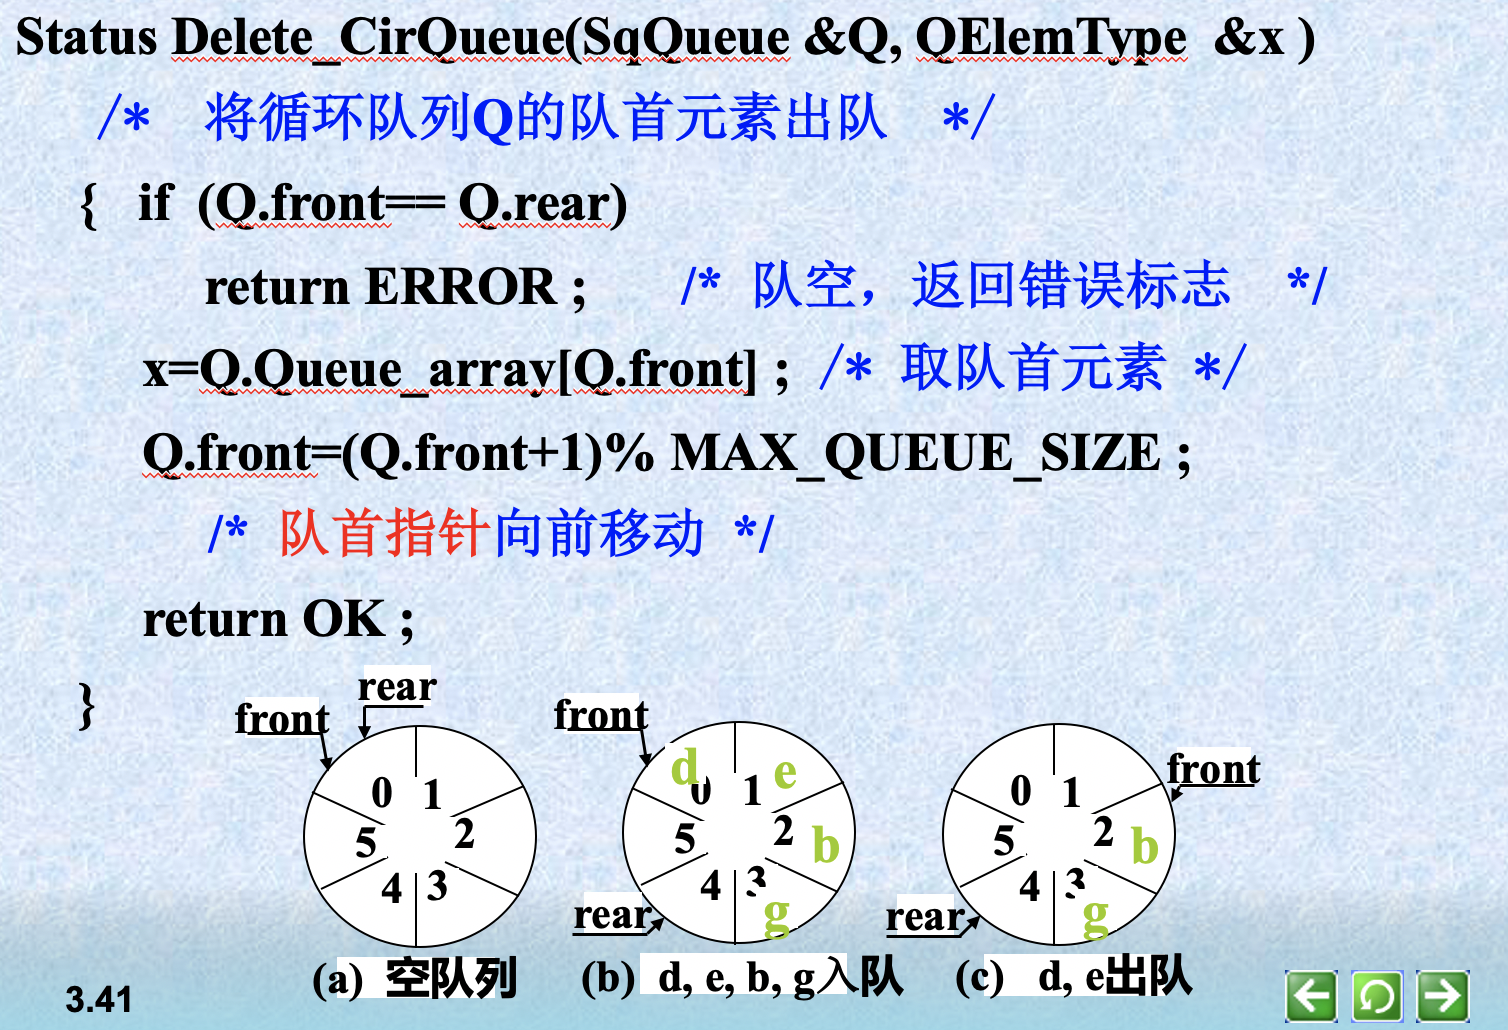 Status Delete_CirQueue(SqQueue &Q, QElemType &x )
/* 将循环队列Q的队首元素出队 */
{ if (Q.front== Q.rear)
return ERROR ; /* 队空，返回错误标志 */
x=Q.Queue_array[Q.front] ; /* 取队首元素 */
Q.front=(Q.front+1)% MAX_QUEUE_SIZE ;
/* 队首指针向前移动 */
return OK ;
}
front rear
0 1
5 2
4 3
(a) 空队列
front
d e
0 1
5 2 b
4 3
g
rear
(b) d, e, b, g入队
front
0 1
5 2 b
4 3
g
rear
(c) d, e出队
3.41